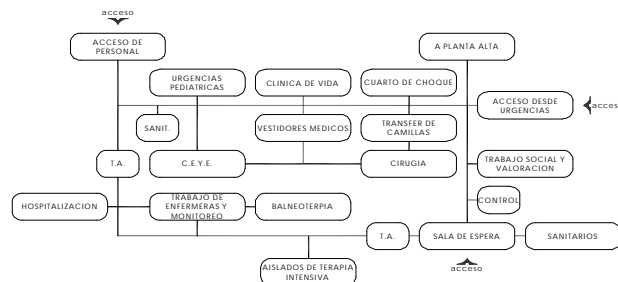 acceso
ACCESO DE
PERSONAL
A PLANTA ALTA
URGENCIAS
PEDIATRICAS
CLINICA DE VIDA
CUARTO DE CHOQUE
ACCESO DESDE
URGENCIAS
acces
SANIT.
VESTIDORES MEDICOS
TRANSFER DE
CAMILLAS
T.A.
C.E.Y.E.
CIRUGIA
TRABAJO SOCIAL Y
VALORACION
HOSPITALIZACION
TRABAJO DE
ENFERMERAS Y
MONITOREO
BALNEOTERPIA
CONTROL
T.A.
SALA DE ESPERA
SANITARIOS
AISLADOS DE TERAPIA
INTENSIVA
acceso